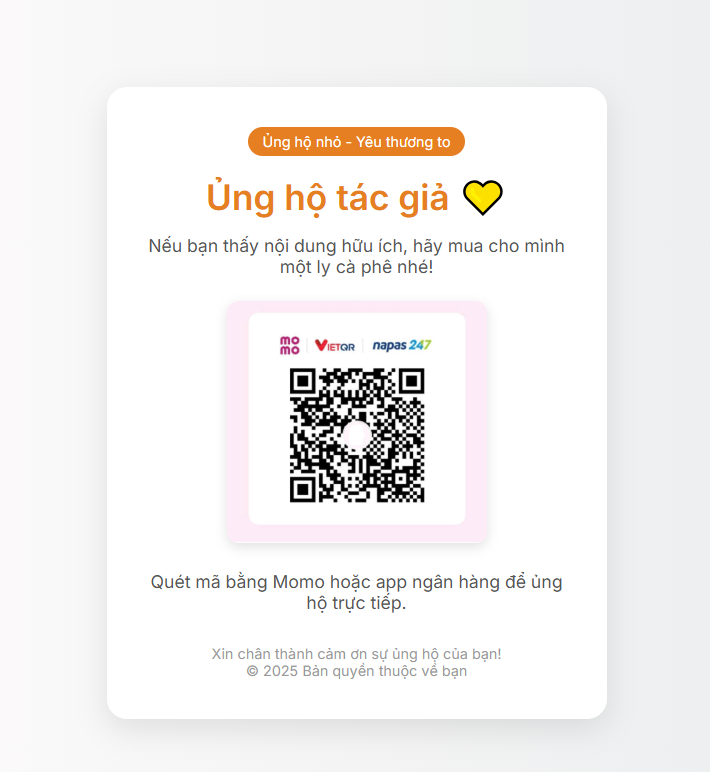 Ủng hộ nhỏ - Yêu thương to
Ủng hộ tác giả
Nếu bạn thấy nội dung hữu ích, hãy mua cho mình
một ly cà phê nhé!
mo mo VIETQR napas 247
Quét mã bằng Momo hoặc app ngân hàng để ủng
hộ trực tiếp.
Xin chân thành cảm ơn sự ủng hộ của bạn!
© 2025 Bản quyền thuộc về bạn